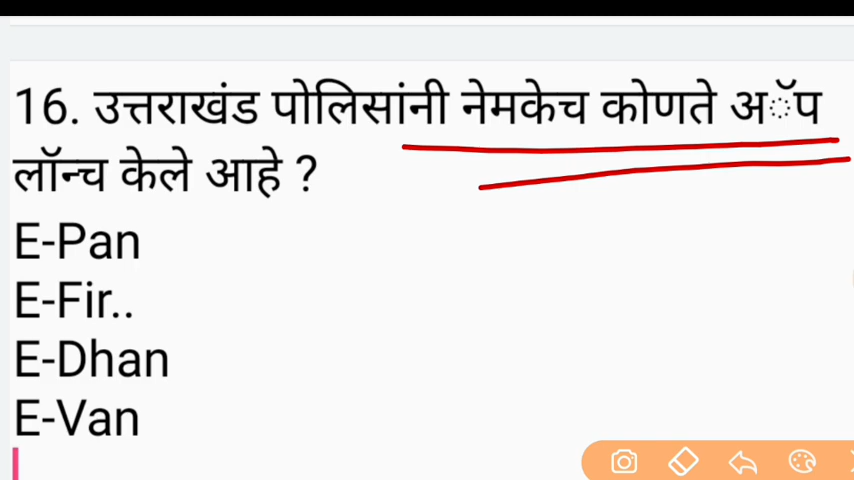 16. उत्तराखंड पोलिसांनी नेमकेच कोणते अॅप
लॉन्च केले आहे ?
E-Pan
E-Fir..
E-Dhan
E-Van